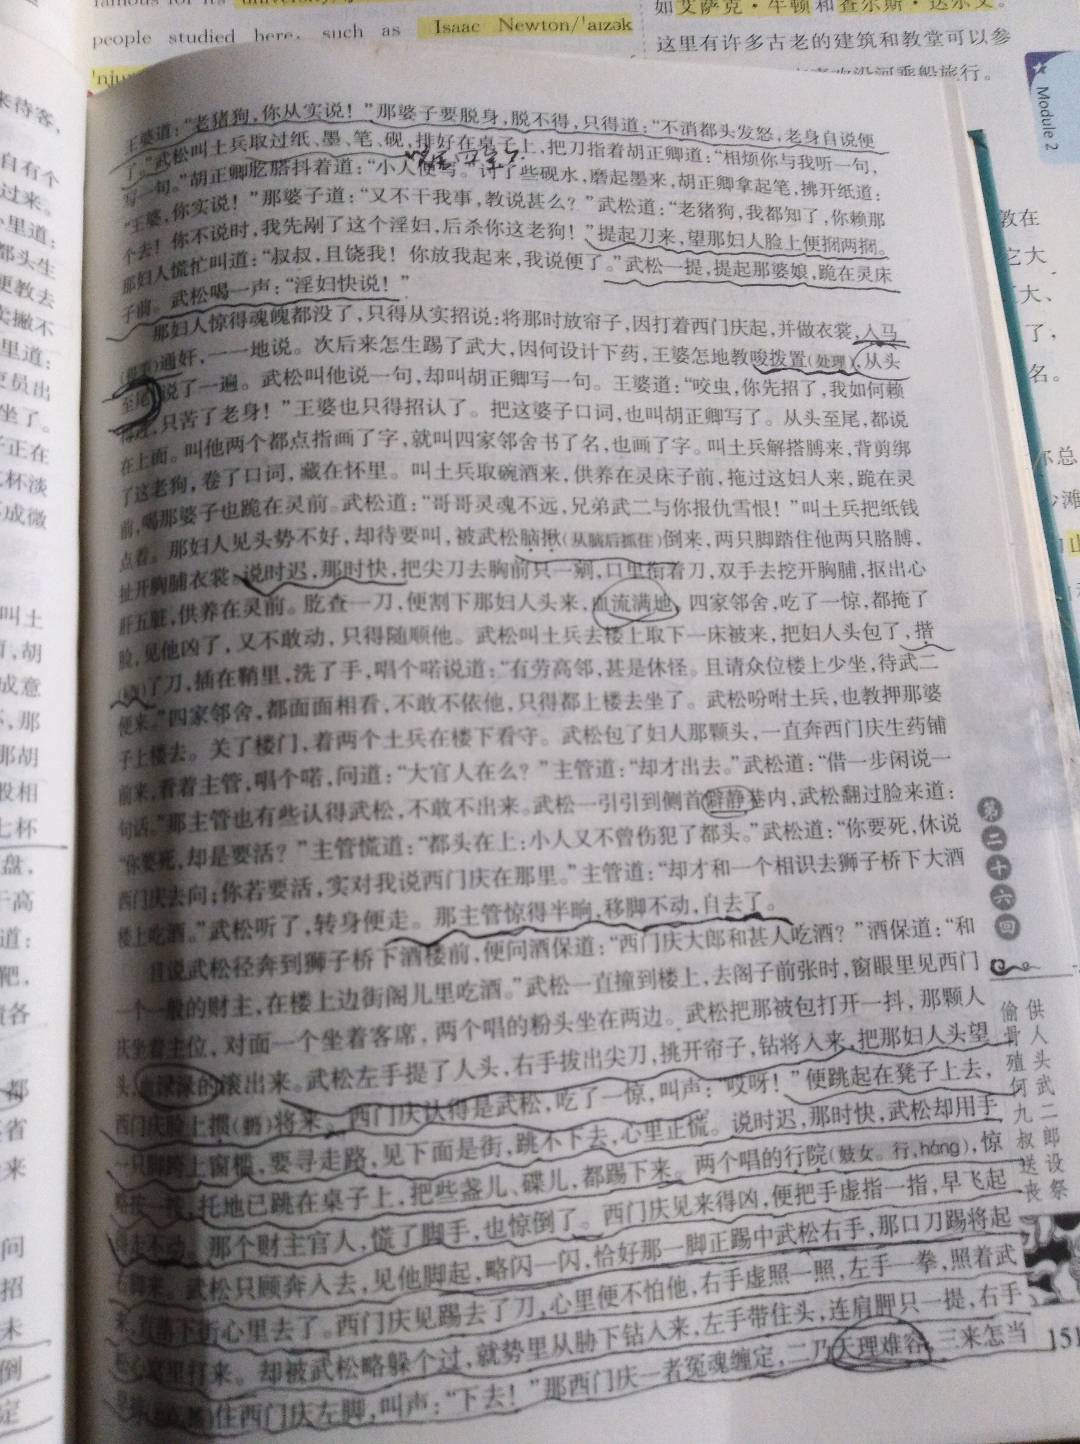 people studied here, such as Isaac Newton/ˈaɪzək
如艾萨克·牛顿和查尔斯·达尔文。
这里有许多古老的建筑和教堂可以参
Module 2
王婆道：“老猪狗，你从实说！”那婆子要脱身，脱不得，只得道：“不消都头发怒，老身自说便
了。”武松叫土兵取过纸、墨、笔、砚，排好在桌子上，把刀指着胡正卿道：“相烦你与我听一句，
写一句。”胡正卿肐膊抖着道：“小人便写。”讨了些砚水，磨起墨来，胡正卿拿起笔，拂开纸道：
“王婆，你实说！”那婆子道：“又不干我事，教说甚么？”武松道：“老猪狗，我都知了，你赖那
个去！你不说时，我先剐了这个淫妇，后杀你这老狗！”提起刀来，望那妇人脸上便㧳两㧳。
那妇人慌忙叫道：“叔叔，且饶我！你放我起来，我说便了。”武松一提，提起那婆娘，跪在灵床
子前。武松喝一声：“淫妇快说！”
那妇人惊得魂魄都没了，只得从实招说：将那时放帘子，因打着西门庆起，并做衣裳，入马
通奸，一一地说。次后来怎生踢了武大，因何设计下药，王婆怎地教唆拨置(处理)，从头
至尾说了一遍。武松叫他说一句，却叫胡正卿写一句。王婆道：“咬虫，你先招了，我如何赖
得过，只苦了老身！”王婆也只得招认了。把这婆子口词，也叫胡正卿写了。从头至尾，都说
在上面。叫他两个都点指画了字，就叫四家邻舍书了名，也画了字。叫土兵解搭膊来，背剪绑
了这老狗，卷了口词，藏在怀里。叫土兵取碗酒来，供养在灵床子前，拖过这妇人来，跪在灵
前，喝那婆子也跪在灵前。武松道：“哥哥灵魂不远，兄弟武二与你报仇雪恨！”叫土兵把纸钱
点着。那妇人见头势不好，却待要叫，被武松脑揪(从脑后抓住)倒来，两只脚踏住他两只胳膊，
扯开胸脯衣裳。说时迟，那时快，把尖刀去胸前只一剜，口里衔着刀，双手去挖开胸脯，抠出心
肝五脏，供养在灵前。肐查一刀，便割下那妇人头来，血流满地。四家邻舍，吃了一惊，都掩了
脸，见他凶了，又不敢动，只得随顺他。武松叫土兵去楼上取下一床被来，把妇人头包了，揩
了刀，插在鞘里，洗了手，唱个喏说道：“有劳高邻，甚是休怪。且请众位楼上少坐，待武二
便来。”四家邻舍，都面面相看，不敢不依他，只得都上楼去坐了。武松吩咐土兵，也教押那婆
子上楼去。关了楼门，着两个土兵在楼下看守。武松包了妇人那颗头，一直奔西门庆生药铺
前来，看着主管，唱个喏，问道：“大官人在么？”主管道：“却才出去。”武松道：“借一步闲说一
句话。”那主管也有些认得武松，不敢不出来。武松一引引到侧首僻静巷内，武松翻过脸来道：
“你要死，却是要活？”主管慌道：“都头在上：小人又不曾伤犯了都头。”武松道：“你要死，休说
西门庆去向；你若要活，实对我说西门庆在那里。”主管道：“却才和一个相识去狮子桥下大酒
楼上吃酒。”武松听了，转身便走。那主管惊得半晌，移脚不动，自去了。
且说武松径奔到狮子桥下酒楼前，便问酒保道：“西门庆大郎和甚人吃酒？”酒保道：“和
一个一般的财主，在楼上边街阁儿里吃酒。”武松一直撞到楼上，去阁子前张时，窗眼里见西门
庆坐着主位，对面一个坐着客席，两个唱的粉头坐在两边。武松把那被包打开一抖，那颗人
头血渌渌的滚出来。武松左手提了人头，右手拔出尖刀，挑开帘子，钻将入来，把那妇人头望
西门庆脸上掼(扔)将来。西门庆认得是武松，吃了一惊，叫声：“哎呀！”便跳起在凳子上去，
一只脚跨上窗槛，要寻走路，见下面是街，跳不下去，心里正慌。说时迟，那时快，武松却用手
略按一按，托地已跳在桌子上，把些盏儿、碟儿，都踢下来。两个唱的行院(妓女。行，háng)，惊
得走不动。那个财主官人，慌了脚手，也惊倒了。西门庆见来得凶，便把手虚指一指，早飞起
右脚来。武松只顾奔入去，见他脚起，略闪一闪，恰好那一脚正踢中武松右手，那口刀踢将起
来，直落下街心里去了。西门庆见踢去了刀，心里便不怕他，右手虚照一照，左手一拳，照着武
松心窝里打来。却被武松略躲个过，就势里从胁下钻入来，左手带住头，连肩胛只一提，右手
住西门庆左脚，叫声：“下去！”那西门庆一者冤魂缠定，二乃天理难容，三来怎当
第二十六回
偷骨殖何九叔送丧
供人头武二郎设祭
151